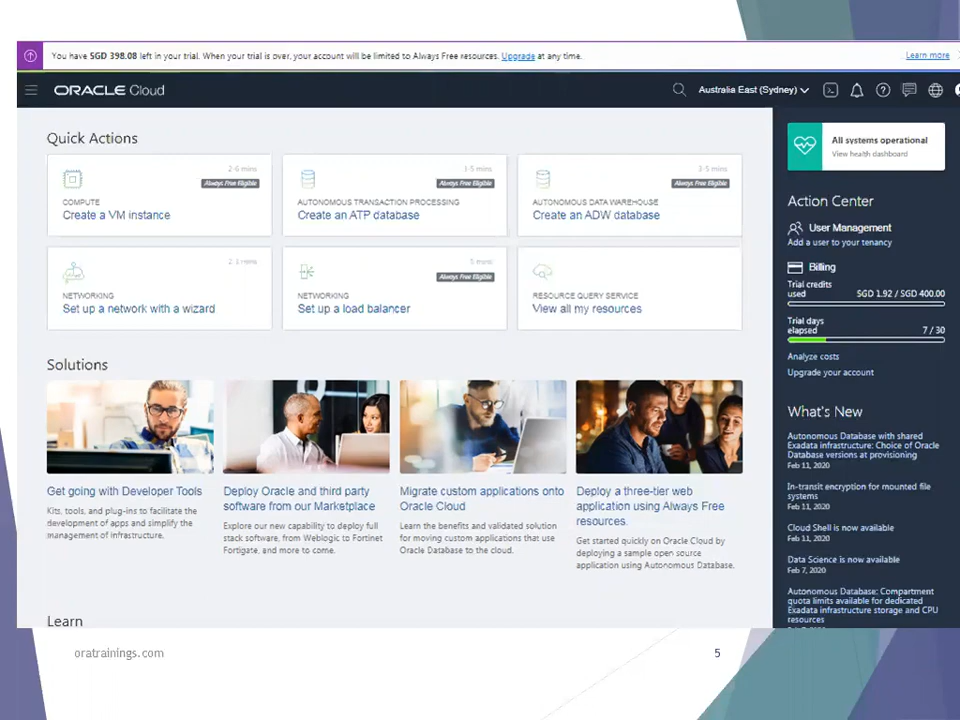 You have SGD 398.08 left in your trial. When your trial is over, your account will be limited to Always Free resources. Upgrade at any time.
Learn more
ORACLE Cloud
Australia East (Sydney)
Quick Actions
2-6 mins
Always Free Eligible
COMPUTE
Create a VM instance
3-5 mins
Always Free Eligible
AUTONOMOUS TRANSACTION PROCESSING
Create an ATP database
3-5 mins
Always Free Eligible
AUTONOMOUS DATA WAREHOUSE
Create an ADW database
2-3 mins
NETWORKING
Set up a network with a wizard
5 mins
Always Free Eligible
NETWORKING
Set up a load balancer
RESOURCE QUERY SERVICE
View all my resources
Solutions
Get going with Developer Tools
Kits, tools, and plug-ins to facilitate the
development of apps and simplify the
management of infrastructure.
Deploy Oracle and third party
software from our Marketplace
Explore our new capability to deploy full
stack software, from Weblogic to Fortinet
Fortigate, and more to come.
Migrate custom applications onto
Oracle Cloud
Learn the benefits and validated solution
for moving custom applications that use
Oracle Database to the cloud.
Deploy a three-tier web
application using Always Free
resources.
Get started quickly on Oracle Cloud by
deploying a sample open source
application using Autonomous Database.
Learn
All systems operational
View health dashboard
Action Center
User Management
Add a user to your tenancy
Billing
Trial credits
used
SGD 1.92 / SGD 400.00
Trial days
elapsed
7 / 30
Analyze costs
Upgrade your account
What's New
Autonomous Database with shared
Exadata infrastructure: Choice of Oracle
Database versions at provisioning
Feb 11, 2020
In-transit encryption for mounted file
systems
Feb 11, 2020
Cloud Shell is now available
Feb 11, 2020
Data Science is now available
Feb 7, 2020
Autonomous Database: Compartment
quota limits available for dedicated
Exadata infrastructure storage and CPU
resources
oratrainings.com
5